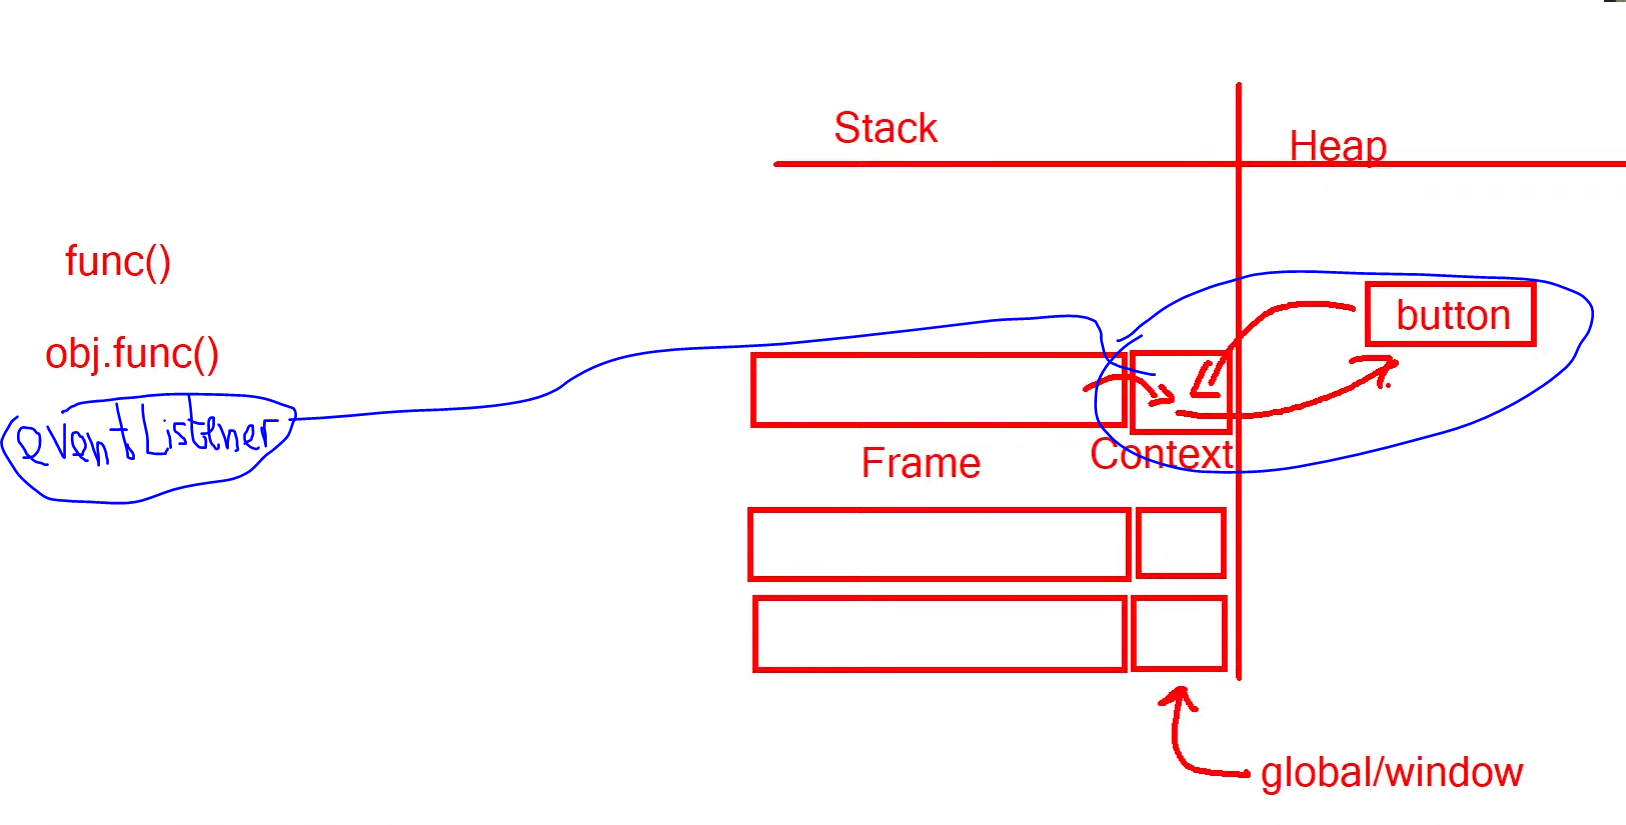 Stack
Heap
func()
button
obj.func()
eventListener
Frame
Context
global/window